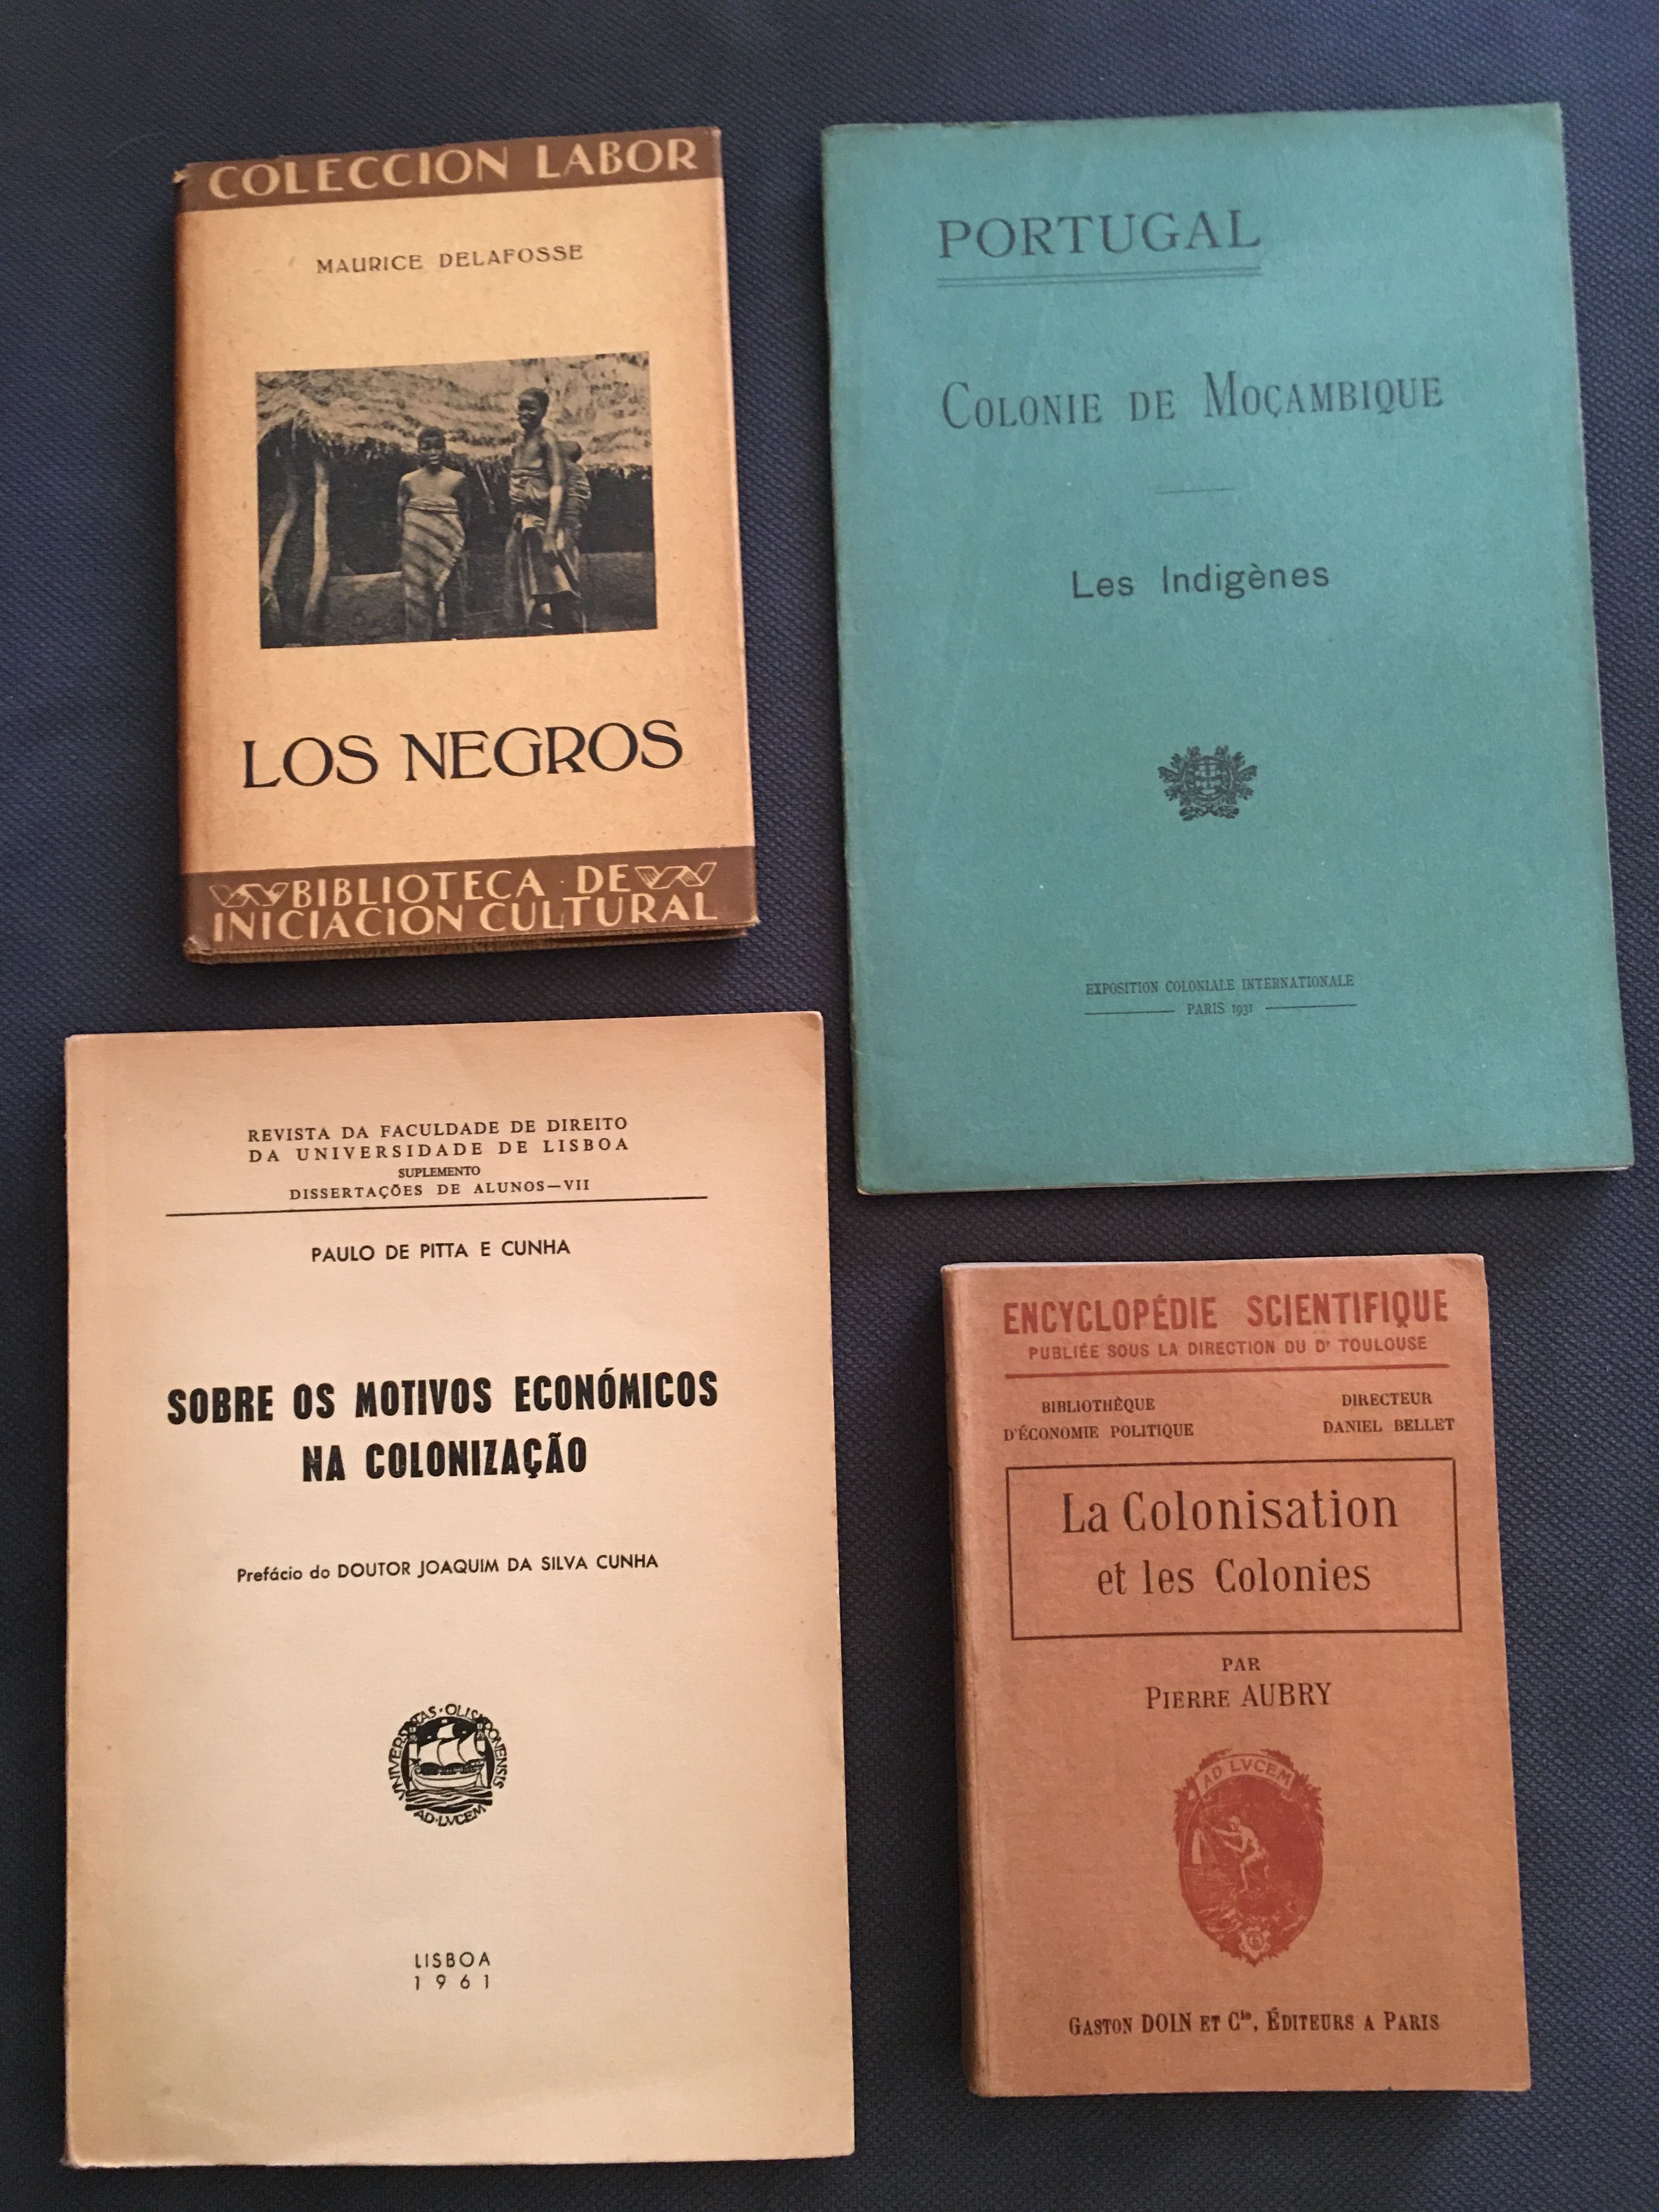 COLECCION LABOR
MAURICE DELAFOSSE
LOS NEGROS
BIBLIOTECA DE
INICIACION CULTURAL
PORTUGAL
COLONIE DE MOÇAMBIQUE
Les Indigènes
EXPOSITION COLONIALE INTERNATIONALE
PARIS 1931
REVISTA DA FACULDADE DE DIREITO
DA UNIVERSIDADE DE LISBOA
SUPLEMENTO
DISSERTAÇÕES DE ALUNOS—VII
PAULO DE PITTA E CUNHA
SOBRE OS MOTIVOS ECONÓMICOS
NA COLONIZAÇÃO
Prefácio do DOUTOR JOAQUIM DA SILVA CUNHA
UNIVERSITAS · OLISIPONENSIS
AD · LVCEM
LISBOA
1961
ENCYCLOPÉDIE SCIENTIFIQUE
PUBLIÉE SOUS LA DIRECTION DU Dr TOULOUSE
BIBLIOTHÈQUE
D'ÉCONOMIE POLITIQUE
DIRECTEUR
DANIEL BELLET
La Colonisation
et les Colonies
PAR
PIERRE AUBRY
AD LVCEM
GASTON DOIN ET Cie, ÉDITEURS A PARIS